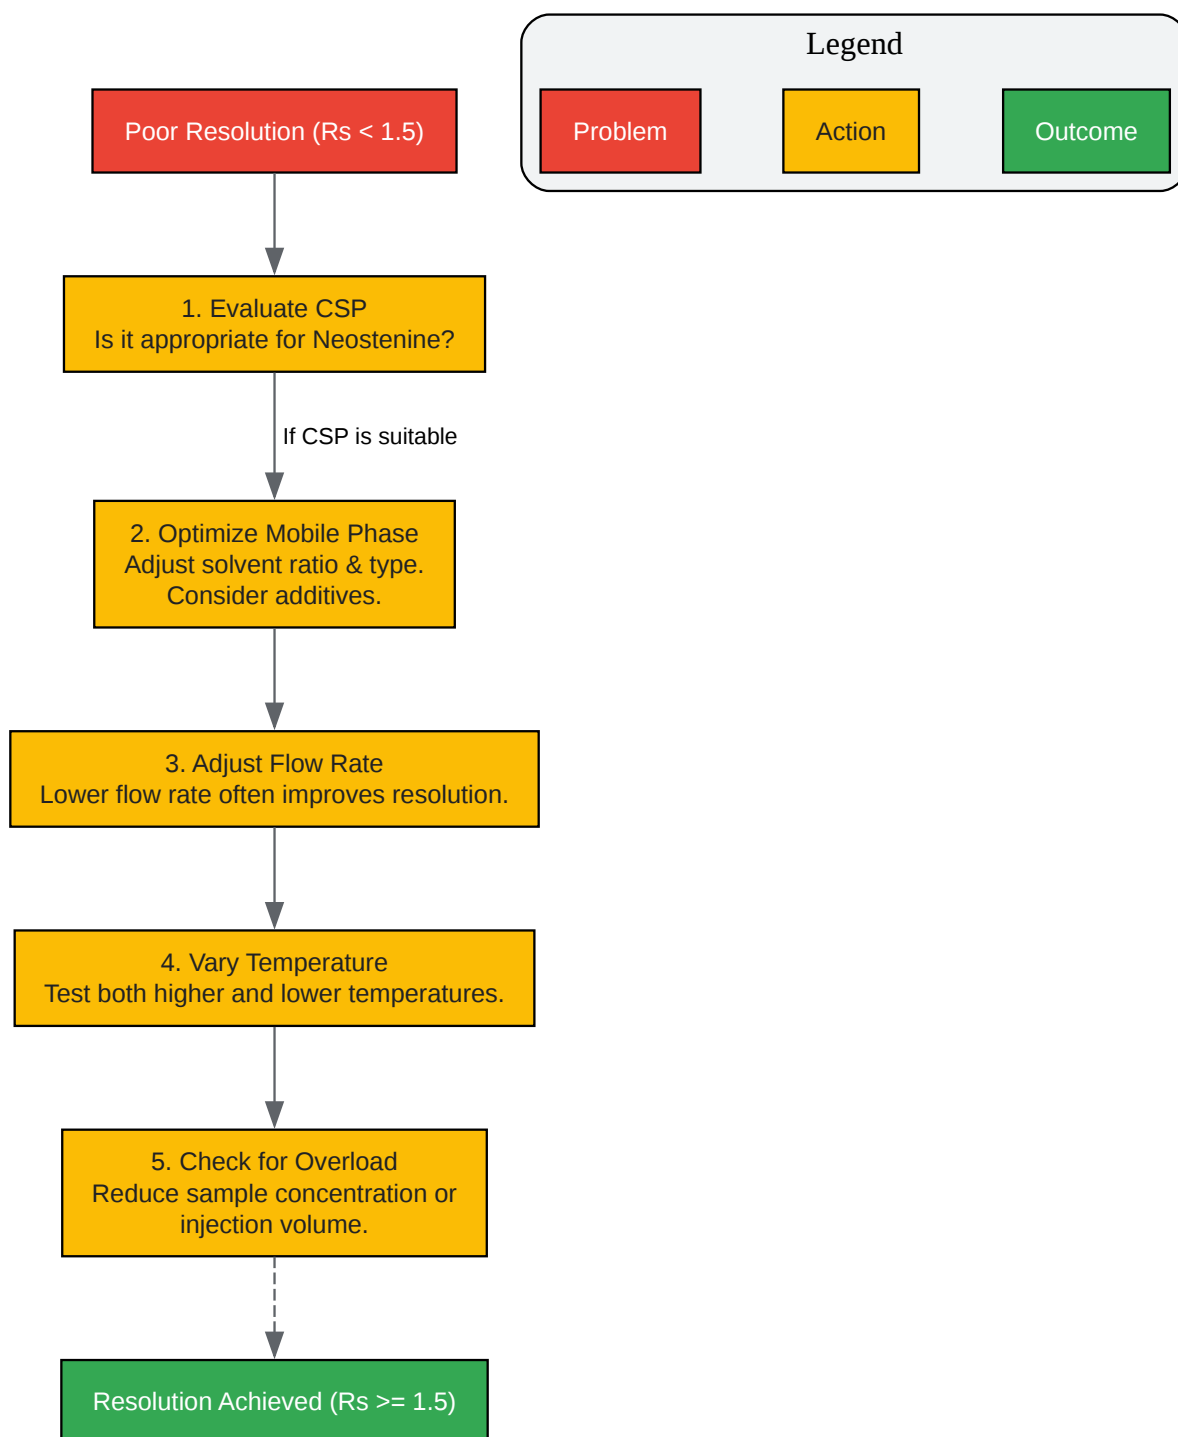 Legend
Problem
Action
Outcome
Poor Resolution (Rs < 1.5)
1. Evaluate CSP
Is it appropriate for Neostenine?
If CSP is suitable
2. Optimize Mobile Phase
Adjust solvent ratio & type.
Consider additives.
3. Adjust Flow Rate
Lower flow rate often improves resolution.
4. Vary Temperature
Test both higher and lower temperatures.
5. Check for Overload
Reduce sample concentration or
injection volume.
Resolution Achieved (Rs >= 1.5)